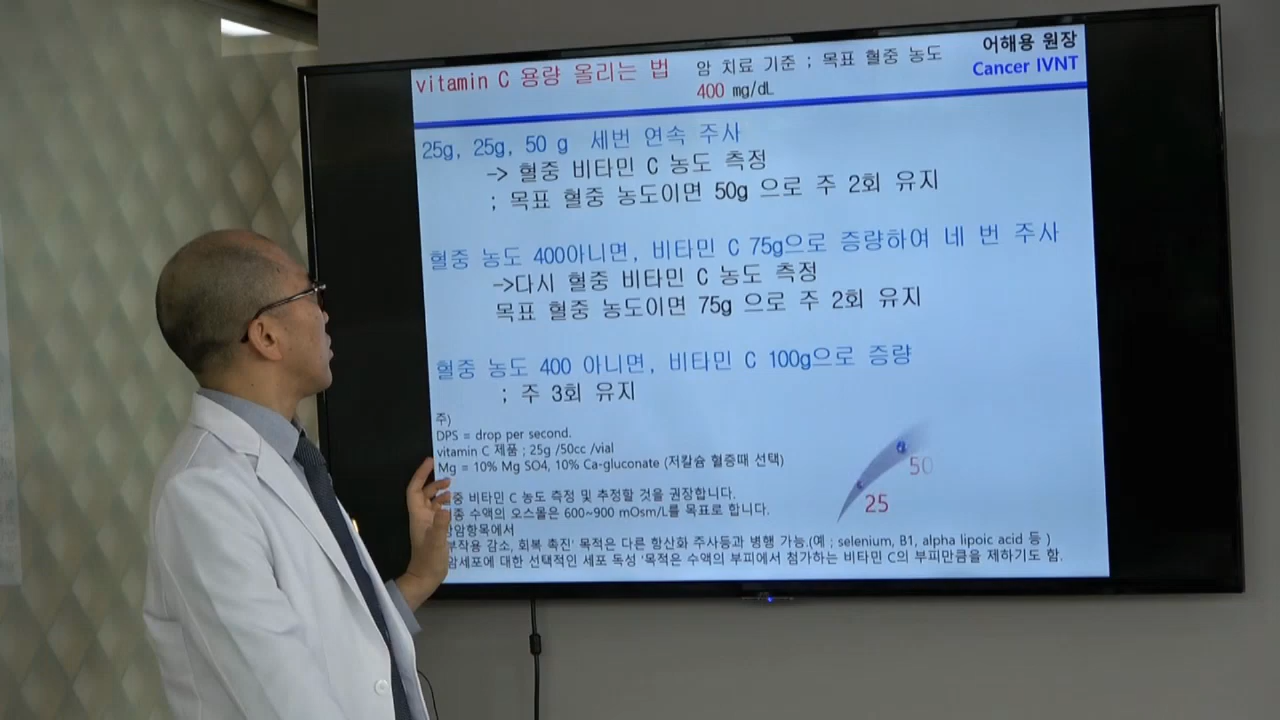 vitamin C 용량 올리는 법
암 치료 기준 ; 목표 혈중 농도
400 mg/dL
어해용 원장
Cancer IVNT
25g, 25g, 50 g 세번 연속 주사
-> 혈중 비타민 C 농도 측정
; 목표 혈중 농도이면 50g 으로 주 2회 유지
혈중 농도 400아니면, 비타민 C 75g으로 증량하여 네 번 주사
->다시 혈중 비타민 C 농도 측정
목표 혈중 농도이면 75g 으로 주 2회 유지
혈중 농도 400 아니면, 비타민 C 100g으로 증량
; 주 3회 유지
주)
DPS = drop per second.
vitamin C 제품 ; 25g /50cc /vial
Mg = 10% Mg SO4, 10% Ca-gluconate (저칼슘 혈증때 선택)
비타민 C 농도 측정 및 추정할 것을 권장합니다.
수액의 오스몰은 600~900 mOsm/L를 목표로 합니다.
감소, 회복 촉진' 목적은 다른 항산화 주사등과 병행 가능.(예 ; selenium, B1, alpha lipoic acid 등 )
암세포에 대한 선택적인 세포 독성 '목적은 수액의 부피에서 첨가하는 비타민 C의 부피만큼을 제하기도 함.
50
25